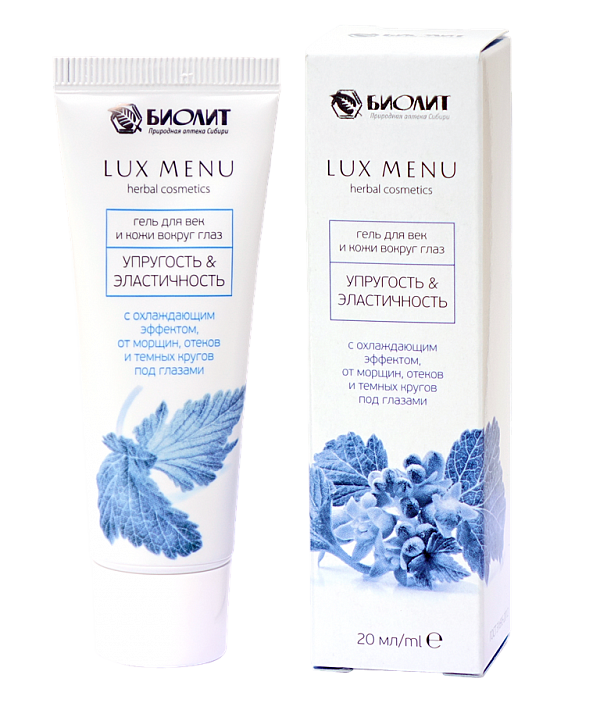 БИОЛИТ
Природная аптека Сибири
LUX MENU
herbal cosmetics
гель для век
и кожи вокруг глаз
УПРУГОСТЬ &
ЭЛАСТИЧНОСТЬ
с охлаждающим
эффектом,
от морщин, отеков
и темных кругов
под глазами
БИОЛИТ
Природная аптека Сибири
LUX MENU
herbal cosmetics
гель для век
и кожи вокруг глаз
УПРУГОСТЬ &
ЭЛАСТИЧНОСТЬ
с охлаждающим
эффектом,
от морщин, отеков
и темных кругов
под глазами
20 мл/ml ℮